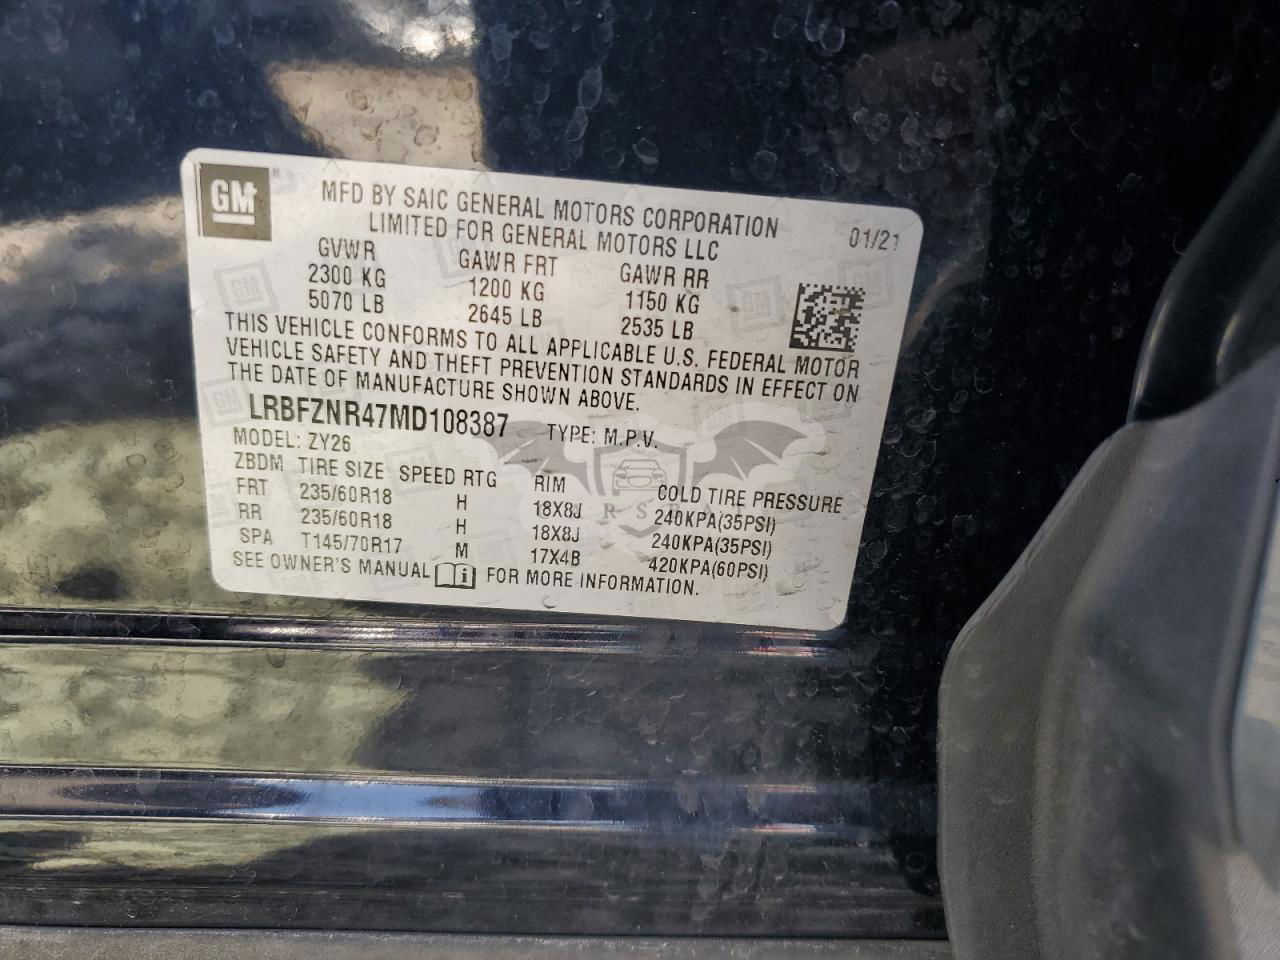 GM
MFD BY SAIC GENERAL MOTORS CORPORATION
LIMITED FOR GENERAL MOTORS LLC
01/21
GVWR GAWR FRT GAWR RR
2300 KG 1200 KG 1150 KG
5070 LB 2645 LB 2535 LB
THIS VEHICLE CONFORMS TO ALL APPLICABLE U.S. FEDERAL MOTOR
VEHICLE SAFETY AND THEFT PREVENTION STANDARDS IN EFFECT ON
THE DATE OF MANUFACTURE SHOWN ABOVE.
LRBFZNR47MD108387 TYPE: M.P.V.
MODEL: ZY26
ZBDM TIRE SIZE SPEED RTG RIM COLD TIRE PRESSURE
FRT 235/60R18 H 18X8J 240KPA(35PSI)
RR 235/60R18 H 18X8J 240KPA(35PSI)
SPA T145/70R17 M 17X4B 420KPA(60PSI)
SEE OWNER'S MANUAL FOR MORE INFORMATION.